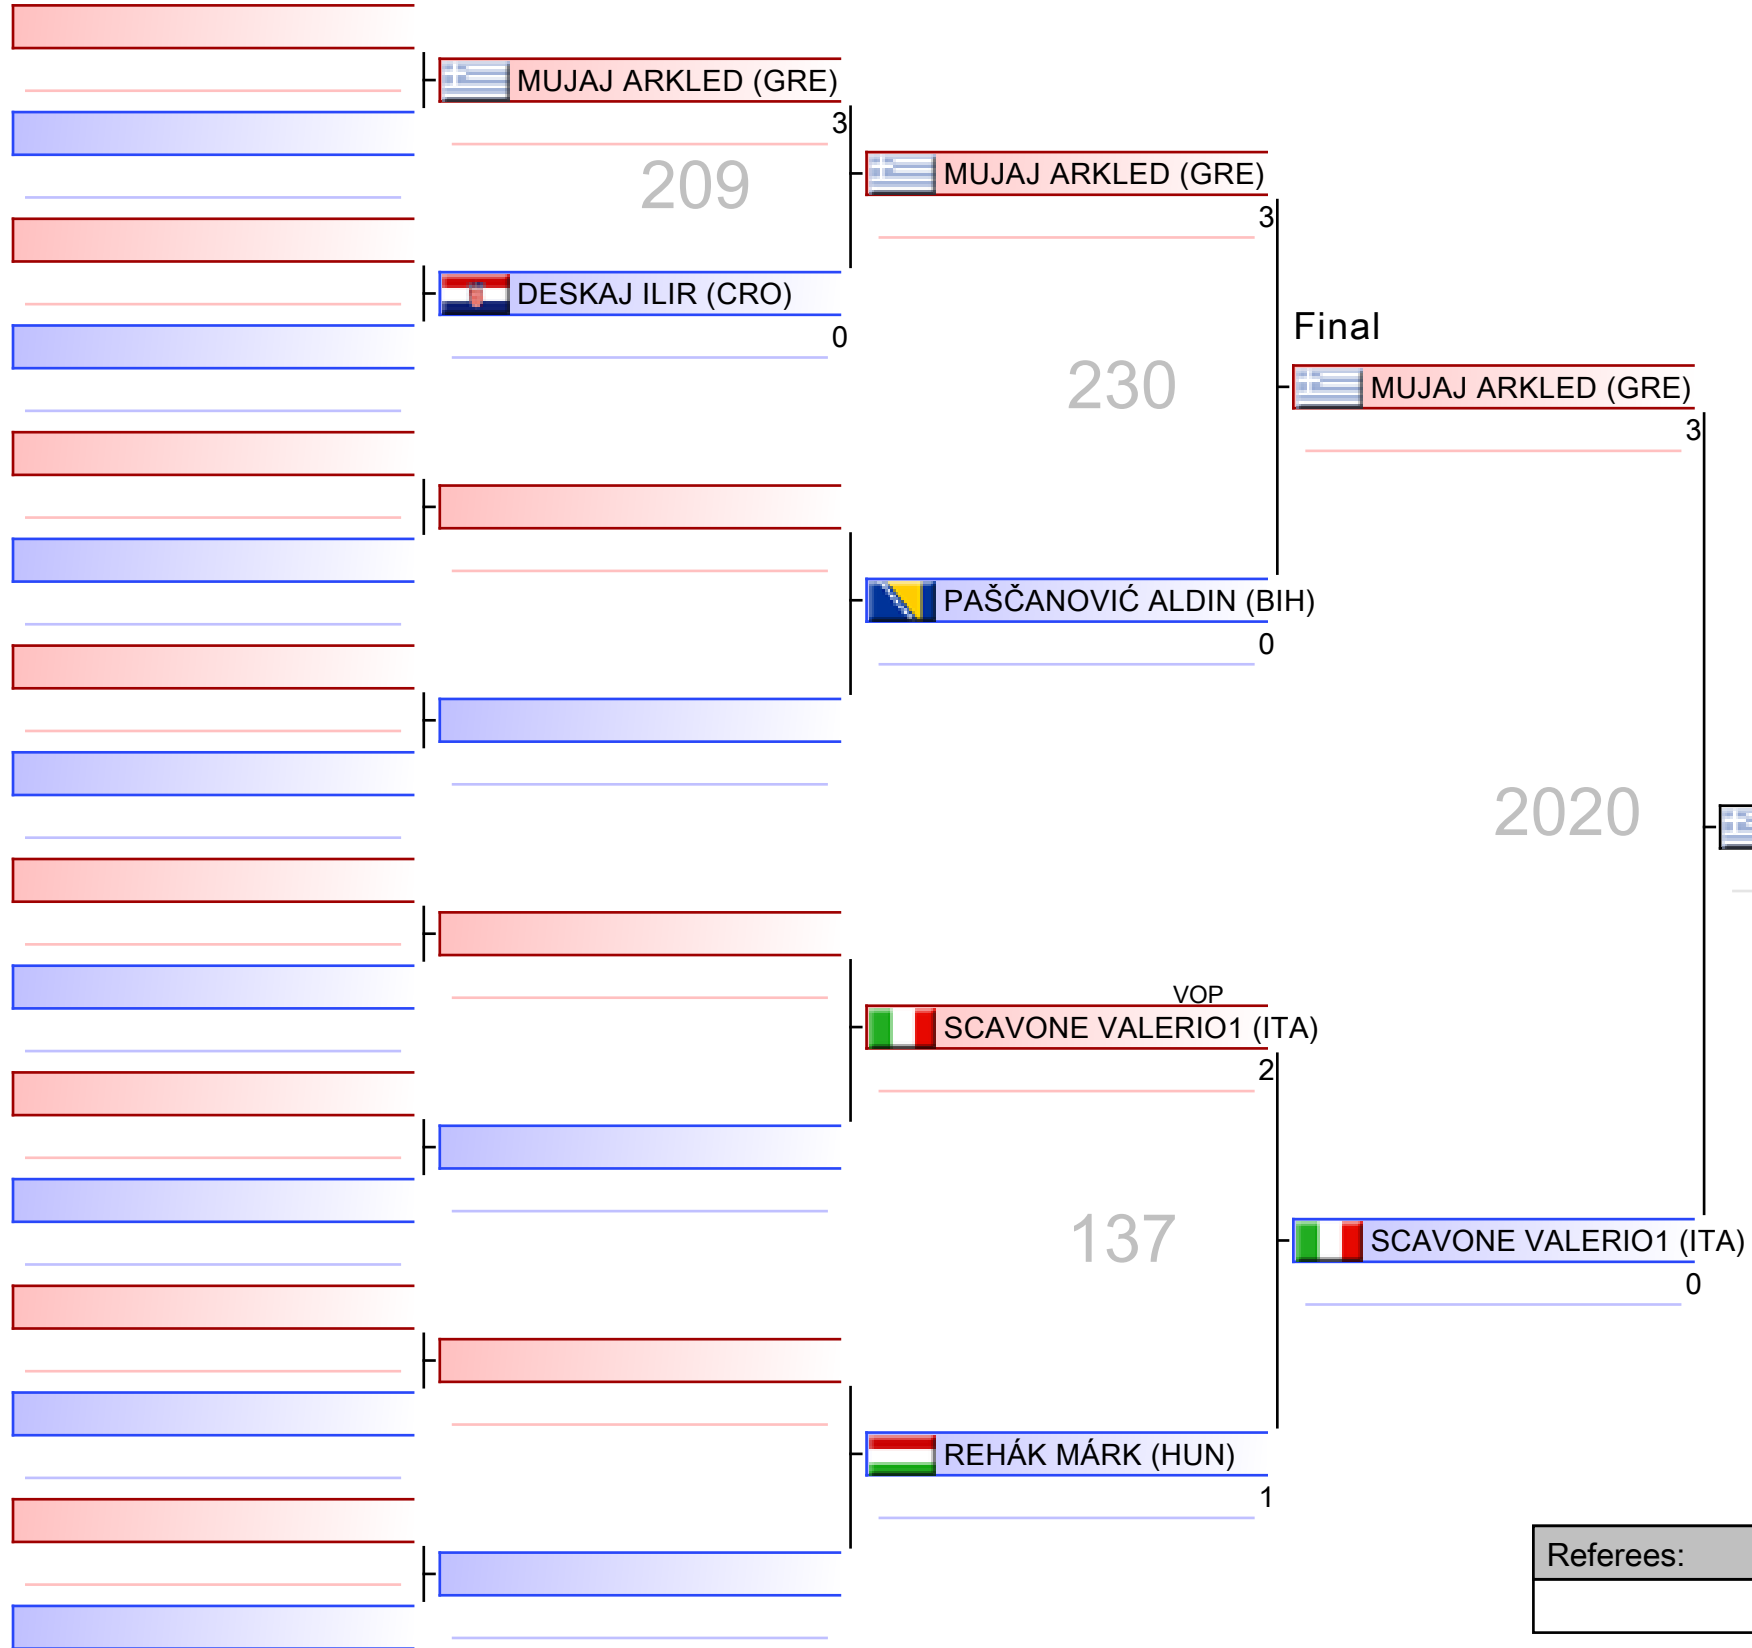 MUJAJ ARKLED (GRE)
3
209
MUJAJ ARKLED (GRE)
3
DESKAJ ILIR (CRO)
0
Final
230
MUJAJ ARKLED (GRE)
3
PAŠČANOVIĆ ALDIN (BIH)
0
2020
VOP
SCAVONE VALERIO1 (ITA)
2
137
SCAVONE VALERIO1 (ITA)
0
REHÁK MÁRK (HUN)
1
Referees: